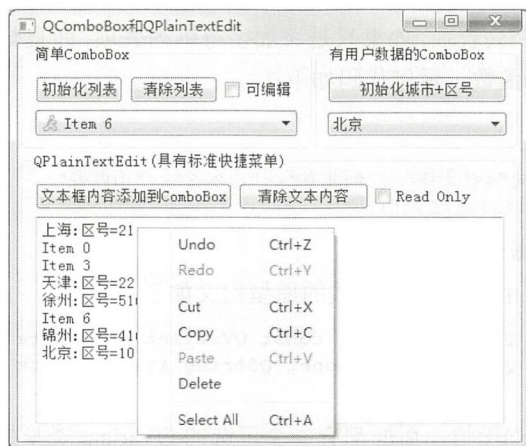 QComboBox和QPlainTextEdit
简单ComboBox
有用户数据的ComboBox
初始化列表 清除列表 可编辑
初始化城市+区号
Item 6
北京
QPlainTextEdit(具有标准快捷菜单)
文本框内容添加到ComboBox 清除文本内容 Read Only
上海:区号=21
Item 0
Item 3
天津:区号=22
徐州:区号=51
Item 6
锦州:区号=41
北京:区号=10
Undo Ctrl+Z
Redo Ctrl+Y
Cut Ctrl+X
Copy Ctrl+C
Paste Ctrl+V
Delete
Select All Ctrl+A